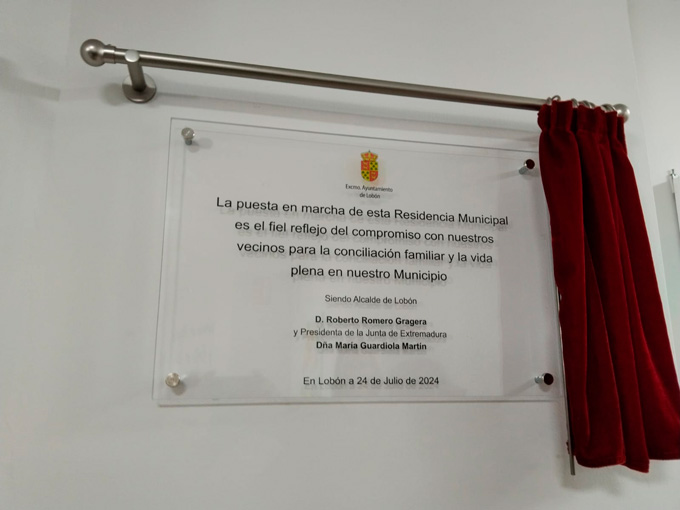 Excmo. Ayuntamiento
de Lobón
La puesta en marcha de esta Residencia Municipal
es el fiel reflejo del compromiso con nuestros
vecinos para la conciliación familiar y la vida
plena en nuestro Municipio
Siendo Alcalde de Lobón
D. Roberto Romero Gragera
y Presidenta de la Junta de Extremadura
Dña María Guardiola Martín
En Lobón a 24 de Julio de 2024